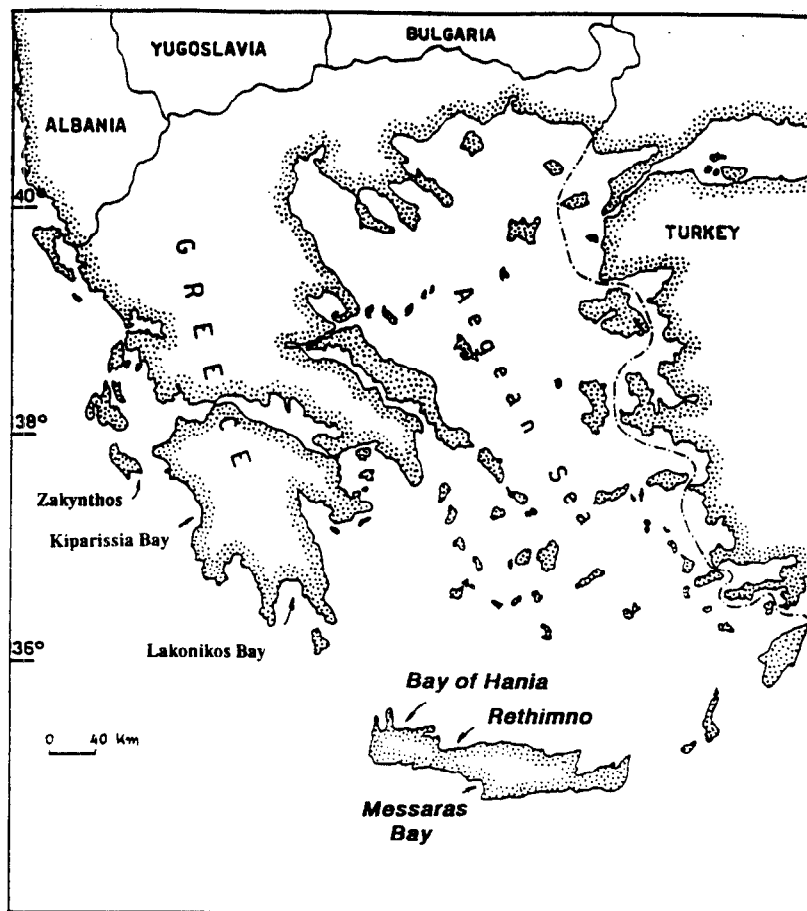 YUGOSLAVIA
BULGARIA
ALBANIA
40°
TURKEY
GREECE
Aegean Sea
38°
Zakynthos
Kiparissia Bay
Lakonikos Bay
36°
Bay of Hania
Rethimno
0 40 Km
Messaras
Bay